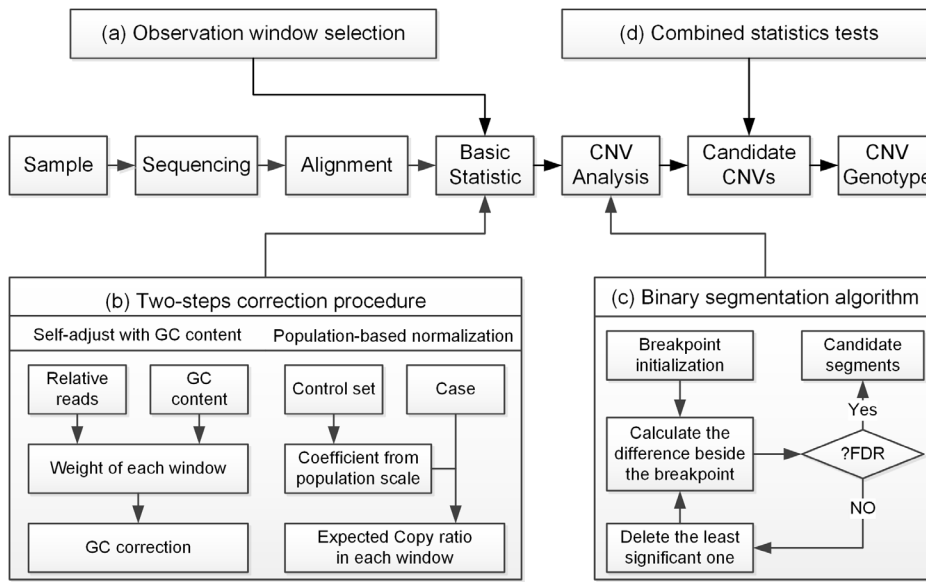 (a) Observation window selection
(d) Combined statistics tests
Sample
Sequencing
Alignment
Basic
Statistic
CNV
Analysis
Candidate
CNVs
CNV
Genotype
(b) Two-steps correction procedure
Self-adjust with GC content
Population-based normalization
Relative
reads
GC
content
Weight of each window
GC correction
Control set
Case
Coefficient from
population scale
Expected Copy ratio
in each window
(c) Binary segmentation algorithm
Breakpoint
initialization
Candidate
segments
Yes
Calculate the
difference beside
the breakpoint
?FDR
NO
Delete the least
significant one